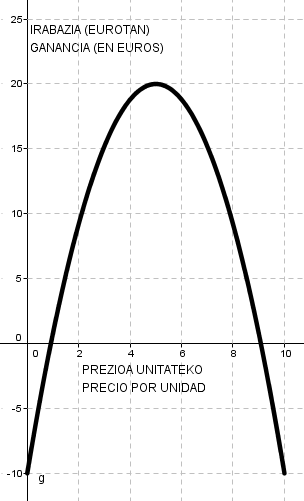 25
IRABAZIA (EUROTAN)
GANANCIA (EN EUROS)
20
15
10
5
0
0 2 4 6 8 10
PREZIOA UNITATEKO
PRECIO POR UNIDAD
-5
-10
g